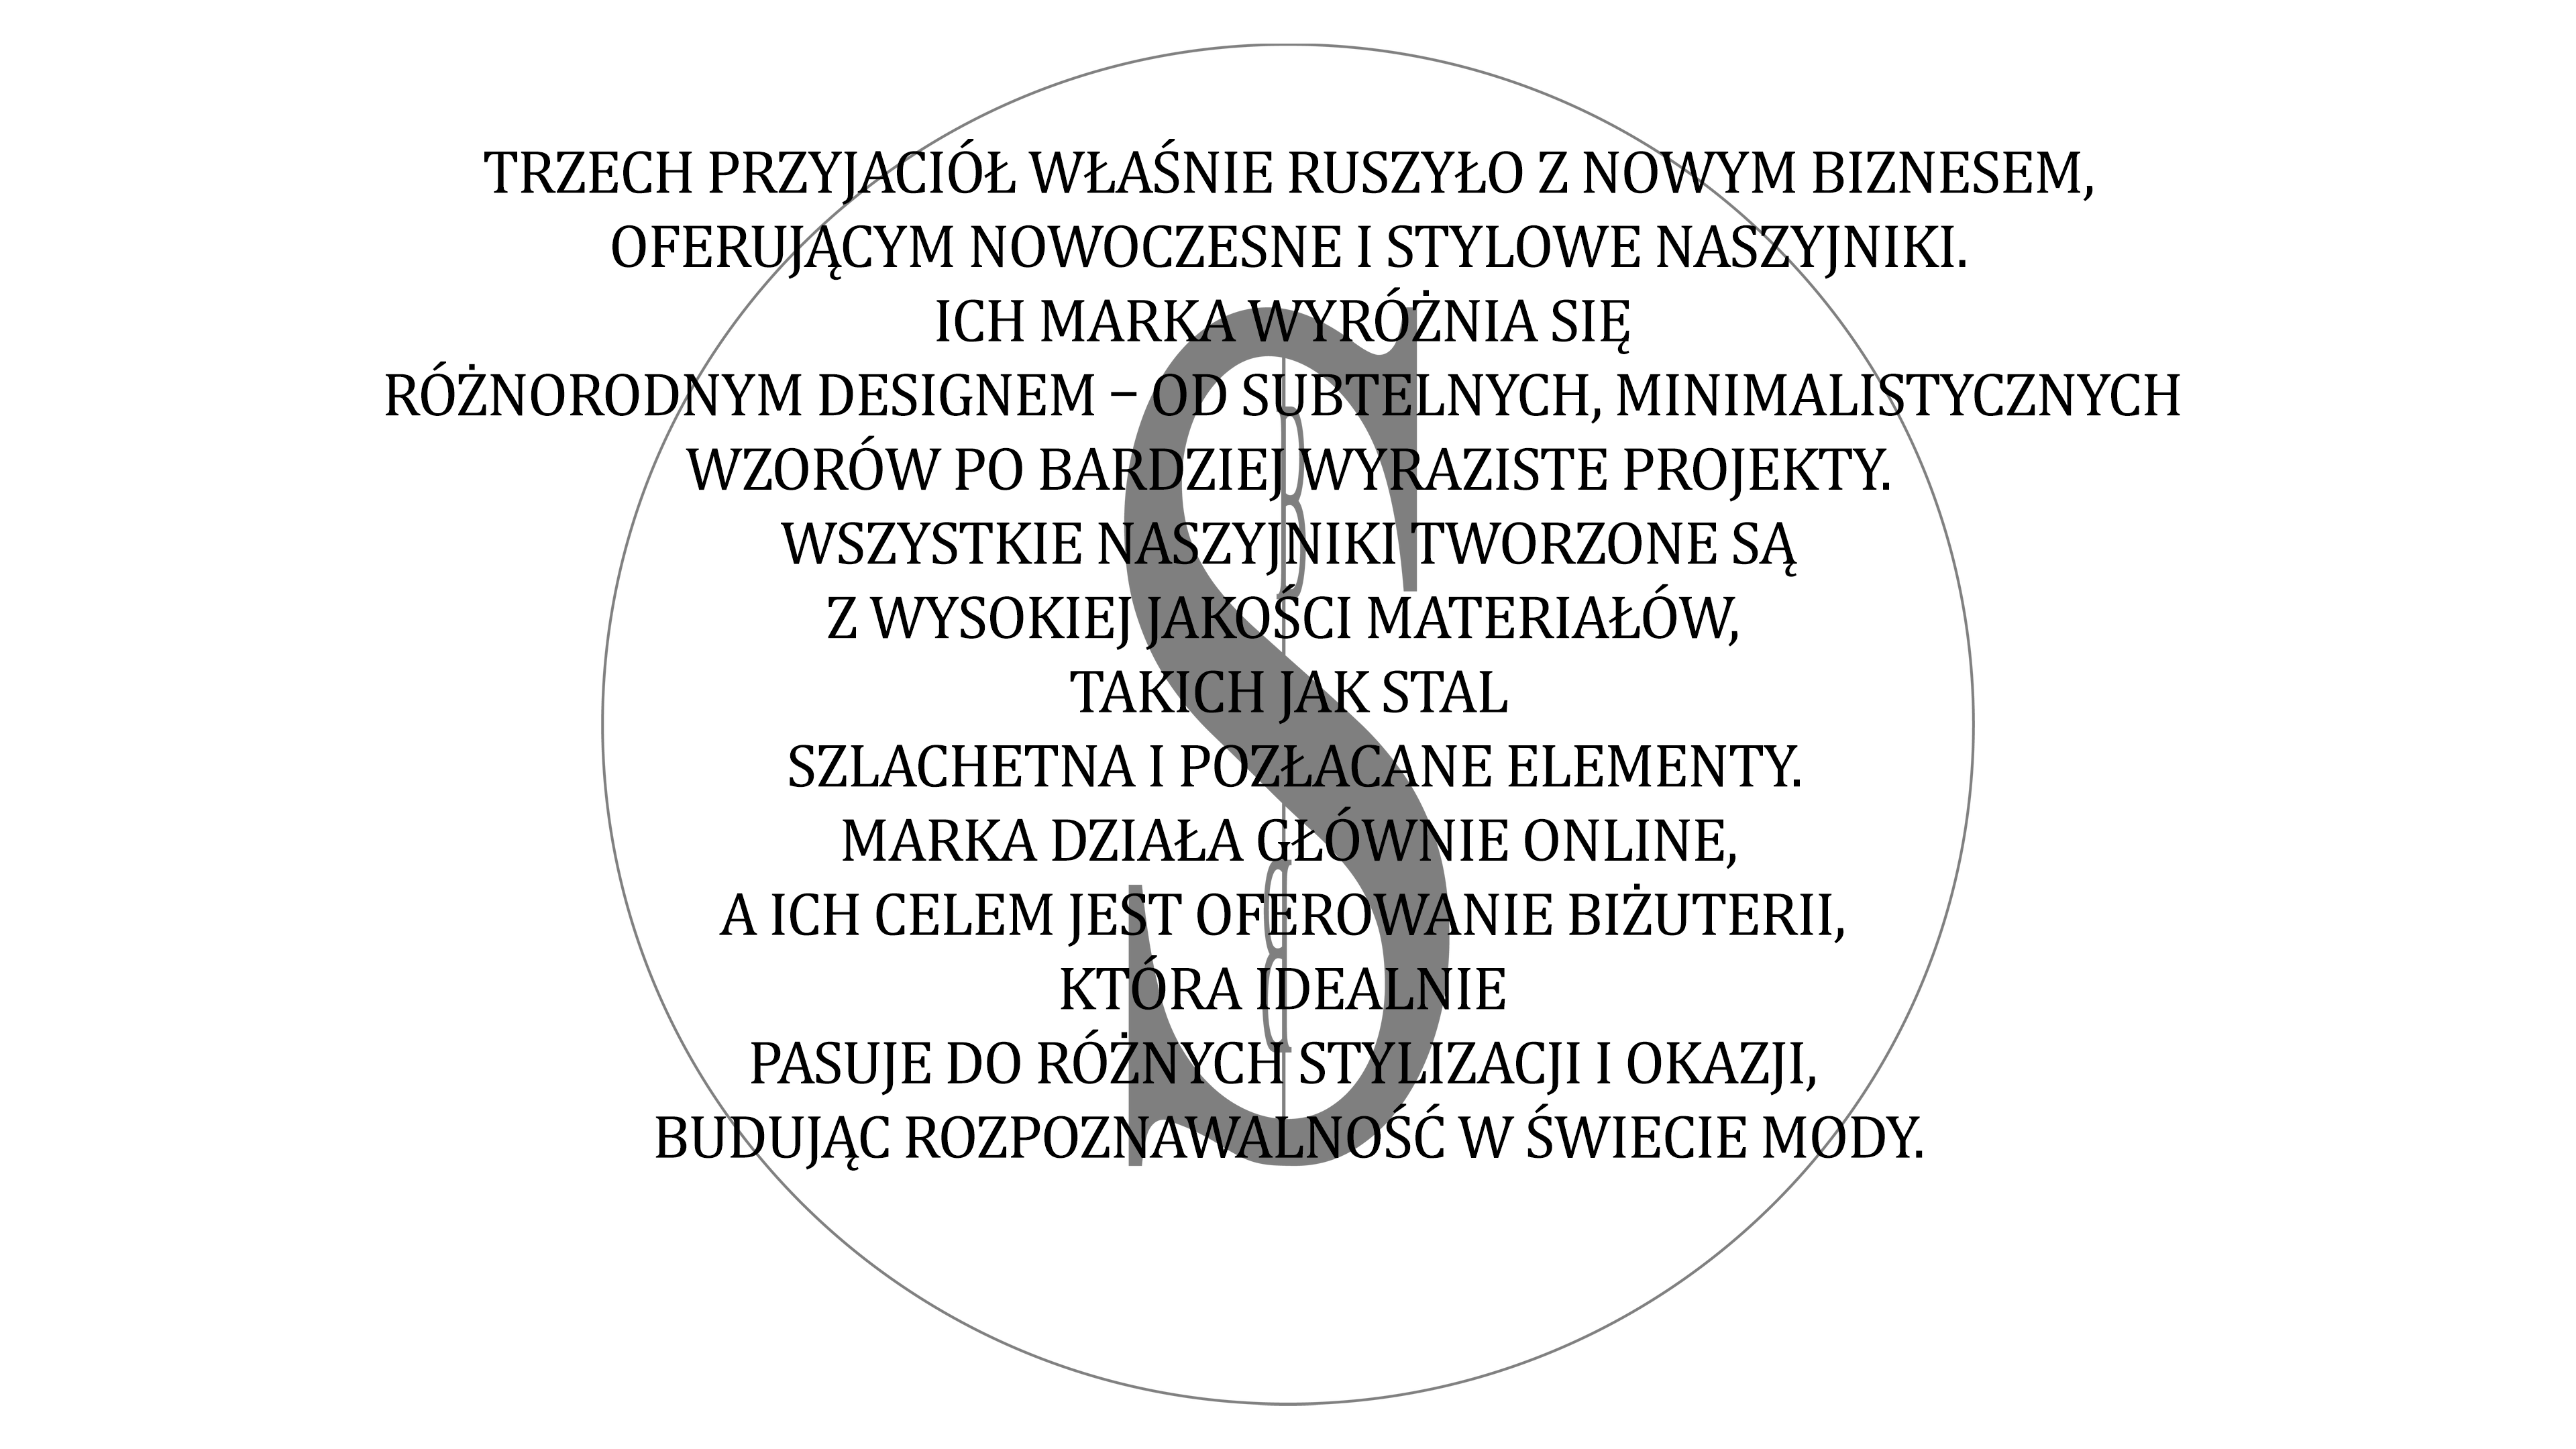 TRZECH PRZYJACIÓŁ WŁAŚNIE RUSZYŁO Z NOWYM BIZNESEM,
OFERUJĄCYM NOWOCZESNE I STYLOWE NASZYJNIKI.
ICH MARKA WYRÓŻNIA SIĘ
RÓŻNORODNYM DESIGNEM – OD SUBTELNYCH, MINIMALISTYCZNYCH
WZORÓW PO BARDZIEJ WYRAZISTE PROJEKTY.
WSZYSTKIE NASZYJNIKI TWORZONE SĄ
Z WYSOKIEJ JAKOŚCI MATERIAŁÓW,
TAKICH JAK STAL
SZLACHETNA I POZŁACANE ELEMENTY.
MARKA DZIAŁA GŁÓWNIE ONLINE,
A ICH CELEM JEST OFEROWANIE BIŻUTERII,
KTÓRA IDEALNIE
PASUJE DO RÓŻNYCH STYLIZACJI I OKAZJI,
BUDUJĄC ROZPOZNAWALNOŚĆ W ŚWIECIE MODY.
S